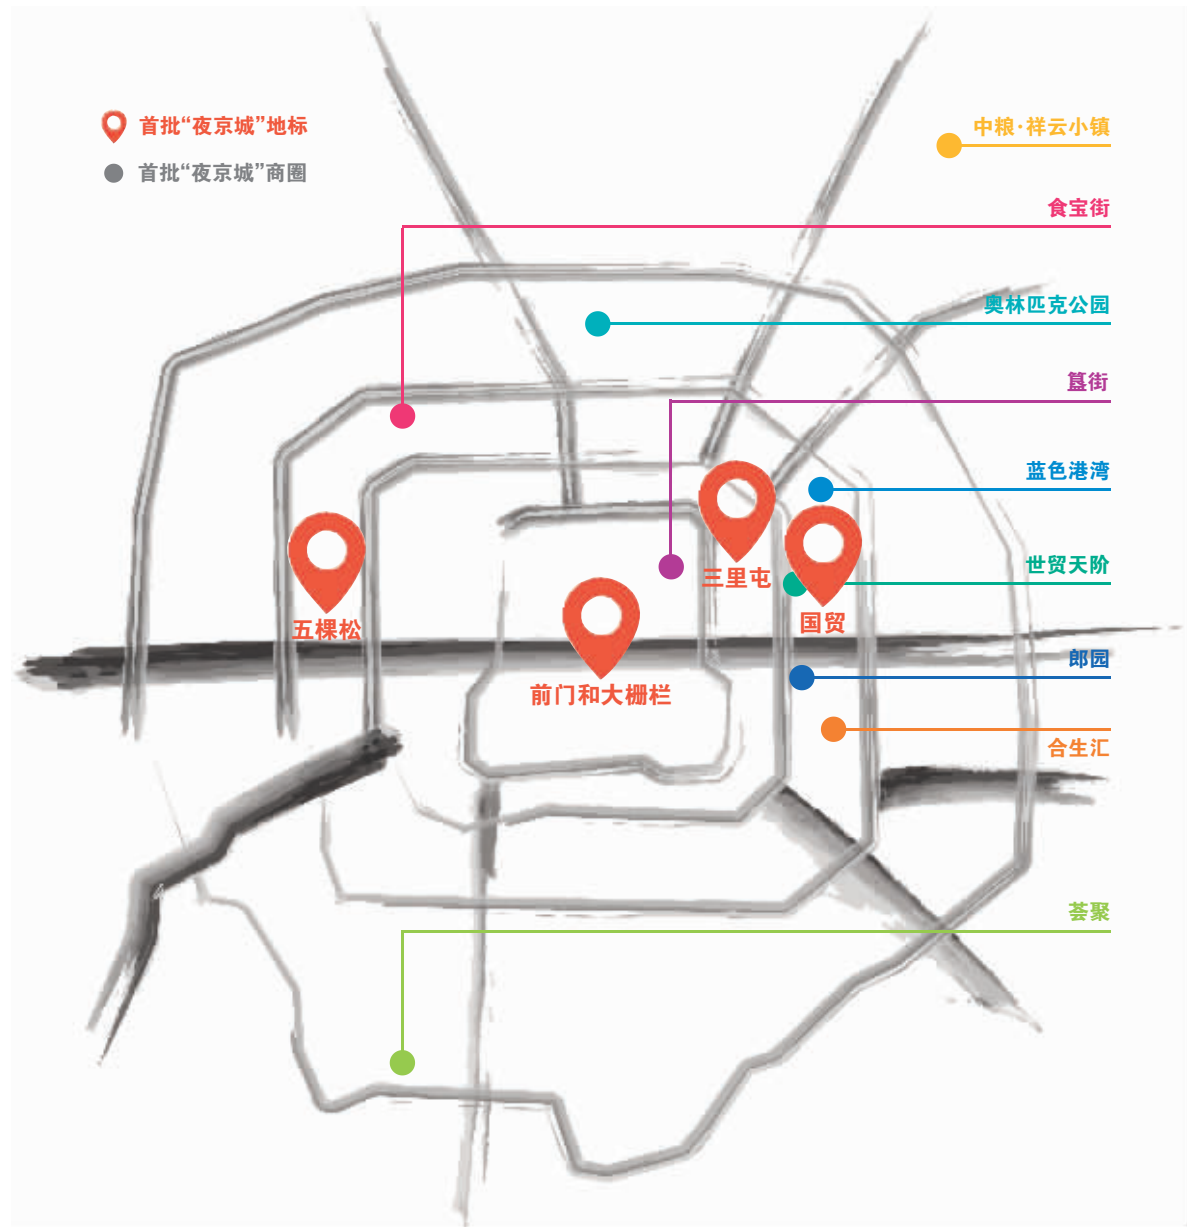 首批“夜京城”地标
首批“夜京城”商圈
中粮·祥云小镇
食宝街
奥林匹克公园
簋街
蓝色港湾
世贸天阶
三里屯
国贸
五棵松
郎园
前门和大栅栏
合生汇
荟聚